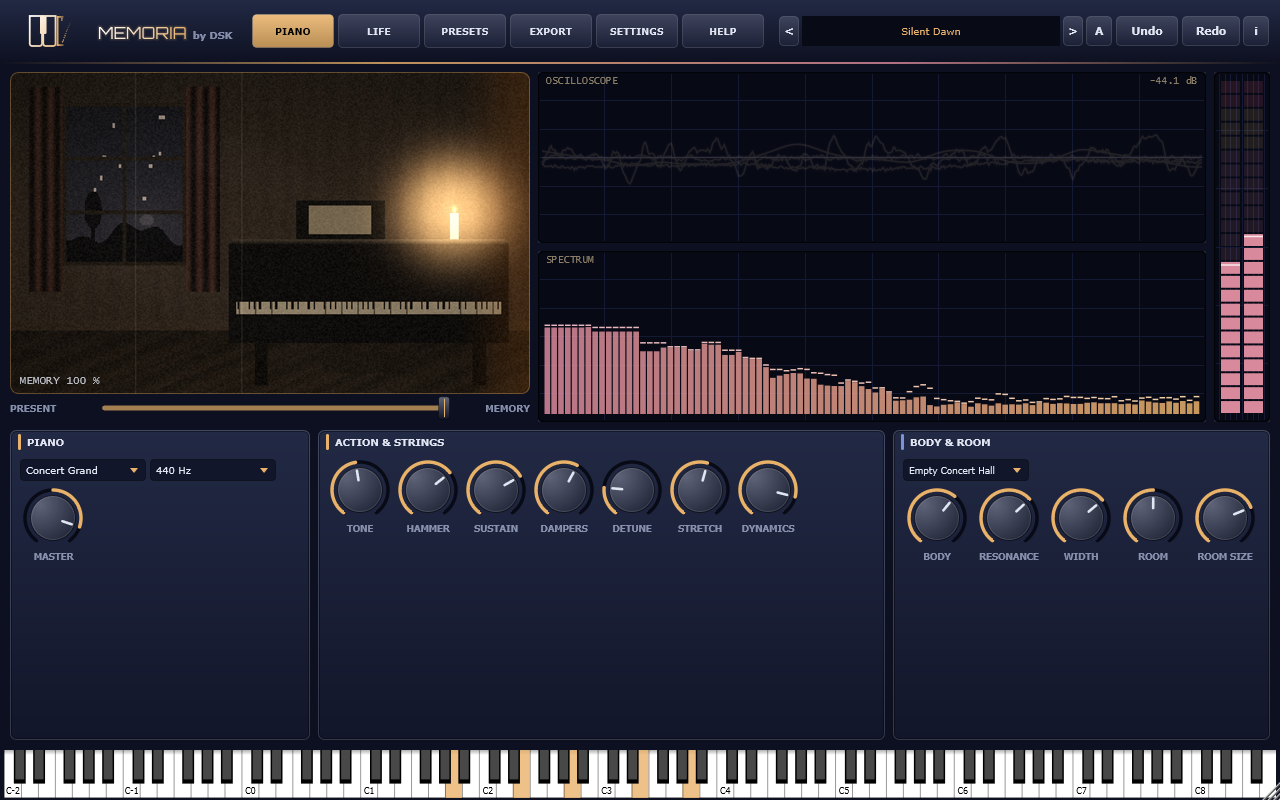 MEMORIA by DSK
PIANO
LIFE
PRESETS
EXPORT
SETTINGS
HELP
<
Silent Dawn
>
A
Undo
Redo
i
MEMORY 100 %
PRESENT
MEMORY
OSCILLOSCOPE
-44.1 dB
SPECTRUM
PIANO
Concert Grand
440 Hz
MASTER
ACTION & STRINGS
TONE
HAMMER
SUSTAIN
DAMPERS
DETUNE
STRETCH
DYNAMICS
BODY & ROOM
Empty Concert Hall
BODY
RESONANCE
WIDTH
ROOM
ROOM SIZE
C-2
C-1
C0
C1
C2
C3
C4
C5
C6
C7
C8